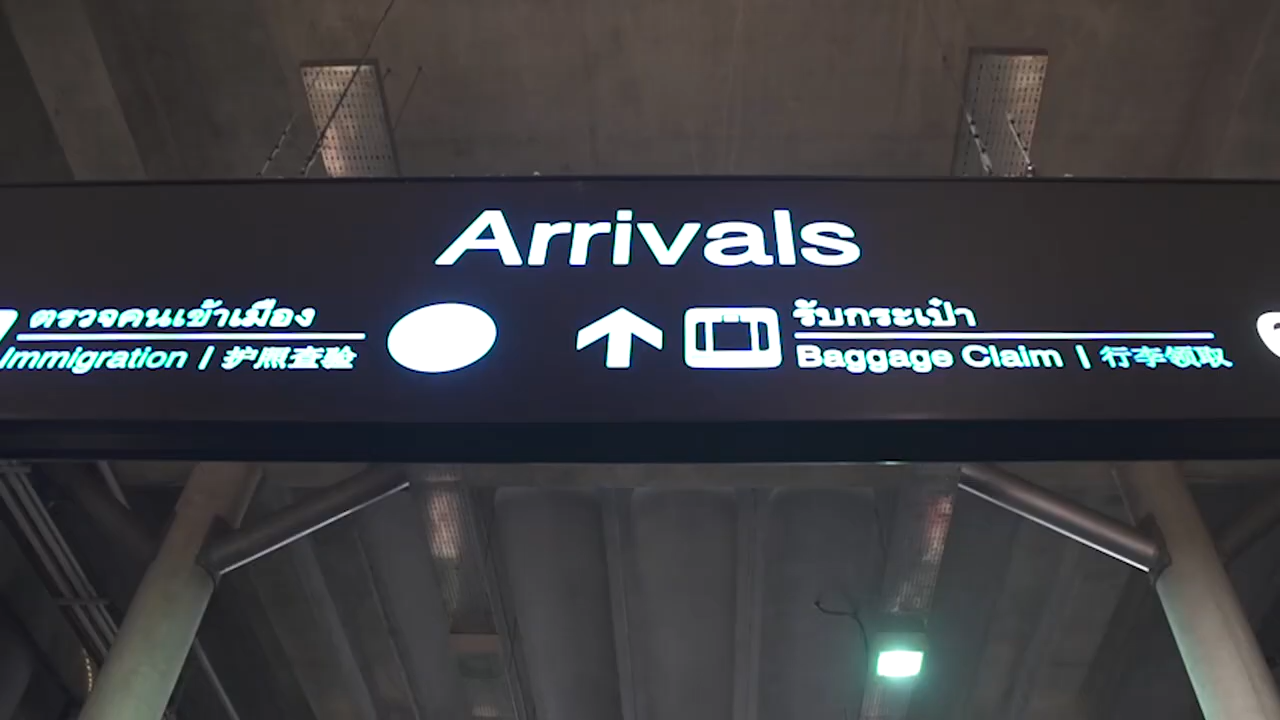 Arrivals
ตรวจคนเข้าเมือง
Immigration | 护照查验
รับกระเป๋า
Baggage Claim | 行李领取